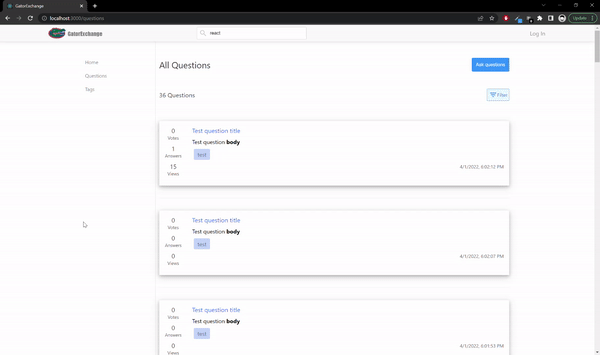 GatorExchange
localhost:3000/questions
Update
GatorExchange
react
Log In
Home
Questions
Tags
All Questions
Ask questions
36 Questions
Filter
0
Votes
1
Answers
15
Views
Test question title
Test question body
test
4/1/2022, 6:02:12 PM
0
Votes
0
Answers
0
Views
Test question title
Test question body
test
4/1/2022, 6:02:07 PM
0
Votes
0
Answers
0
Views
Test question title
Test question body
test
4/1/2022, 6:01:53 PM